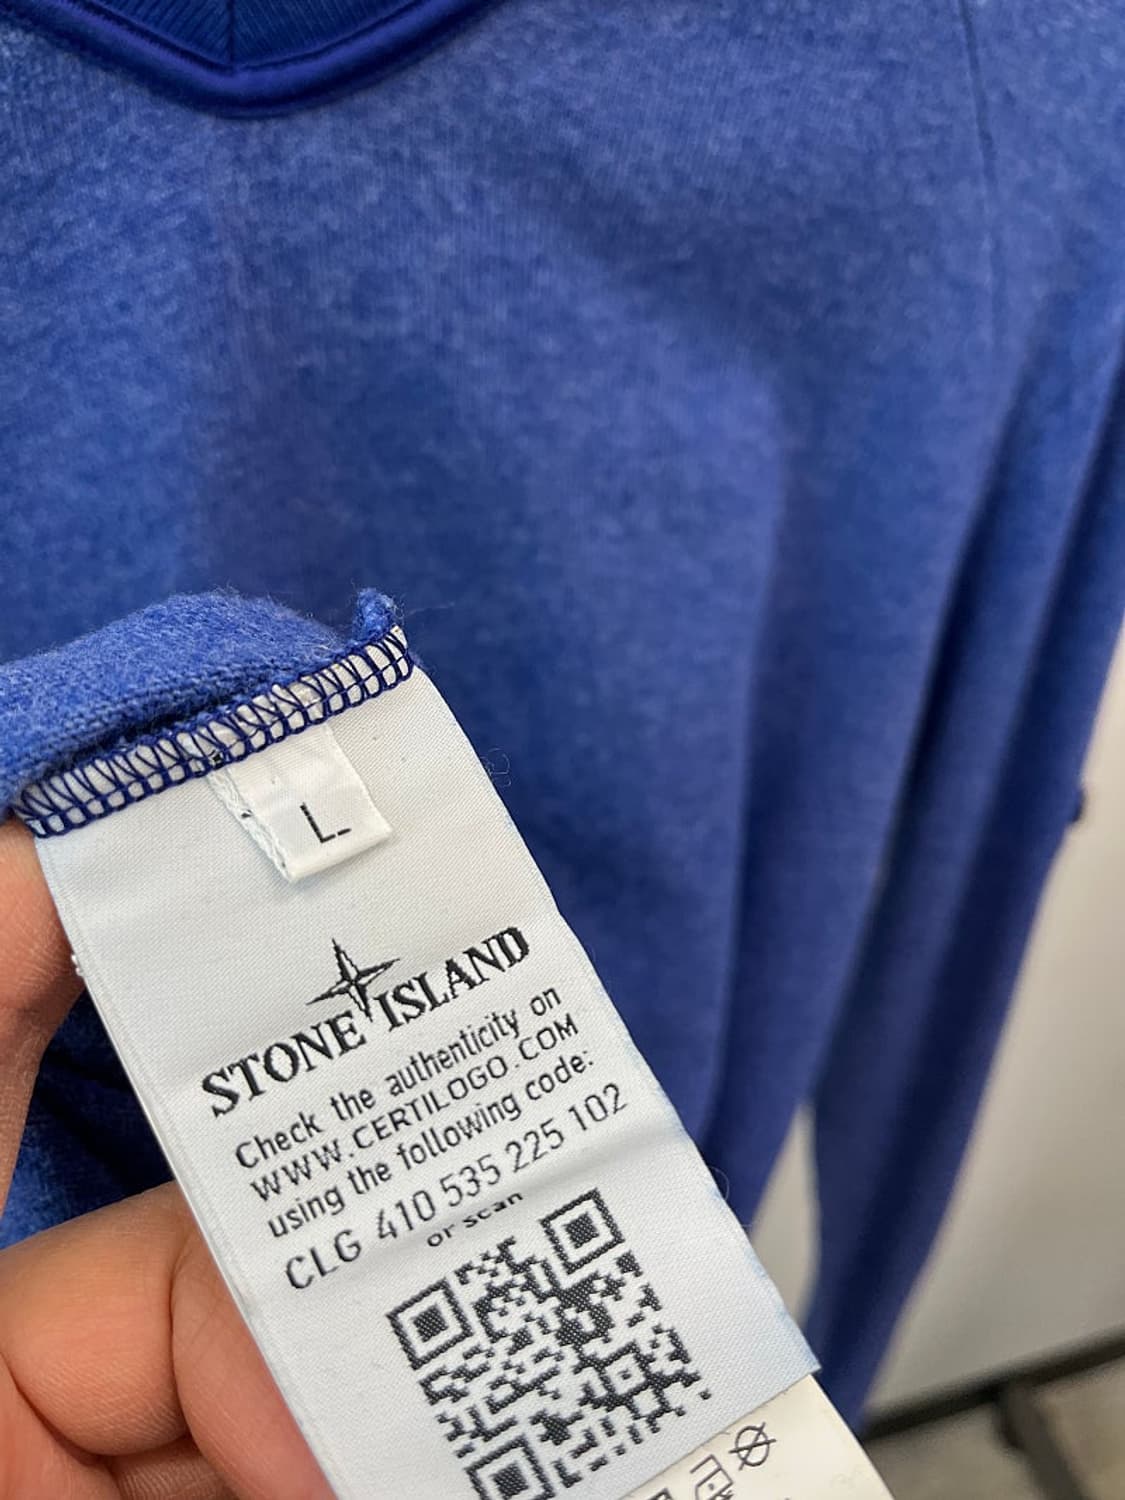 L
STONE ISLAND
Check the authenticity on
WWW.CERTILOGO.COM
using the following code:
CLG 410 535 225 102
or scan